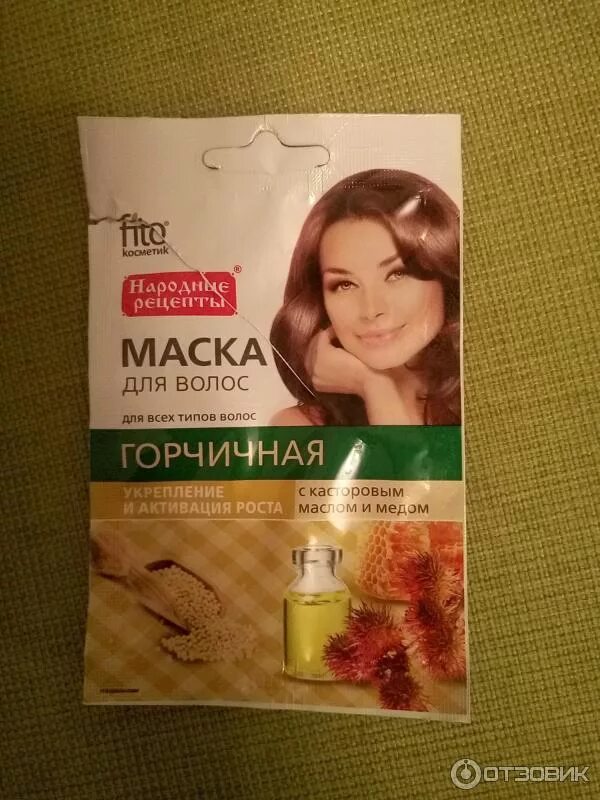 fito®
косметик
Народные
рецепты®
МАСКА
ДЛЯ ВОЛОС
ДЛЯ ВСЕХ ТИПОВ ВОЛОС
ГОРЧИЧНАЯ
УКРЕПЛЕНИЕ
И АКТИВАЦИЯ РОСТА
с касторовым
маслом и медом
ОТЗОВИК